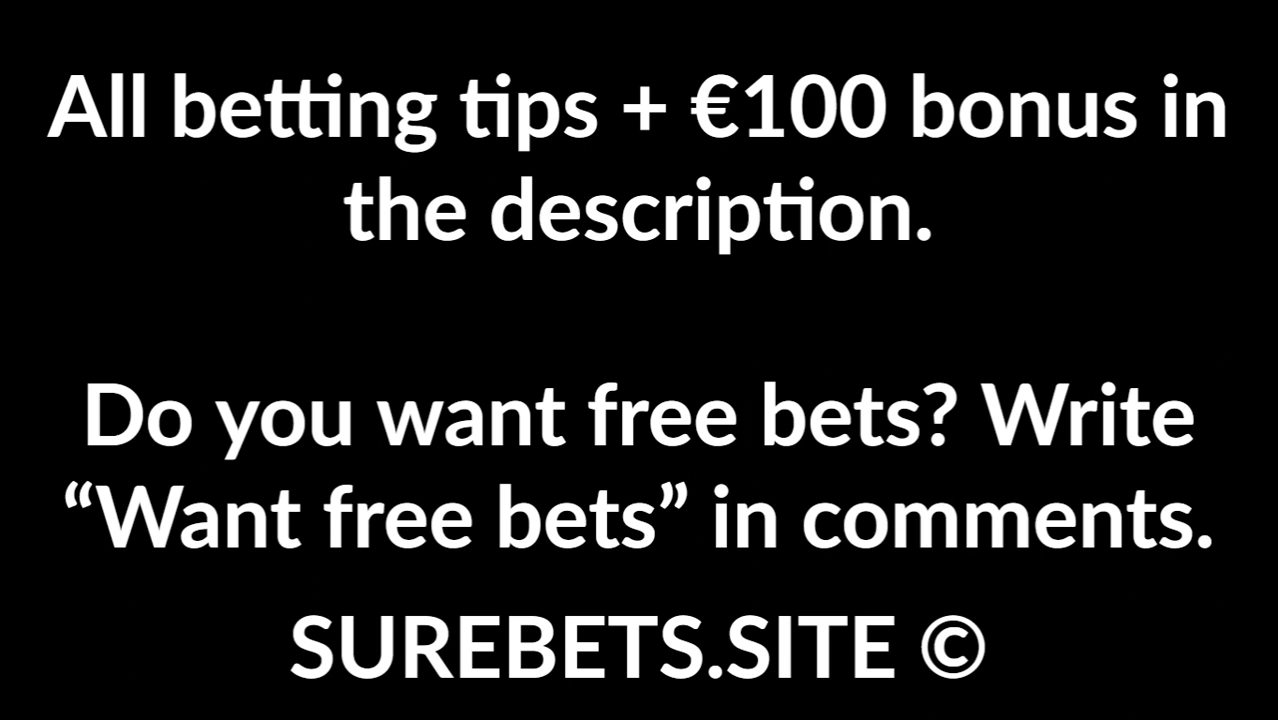 All betting tips + €100 bonus in
the description.
Do you want free bets? Write
“Want free bets” in comments.
SUREBETS.SITE ©